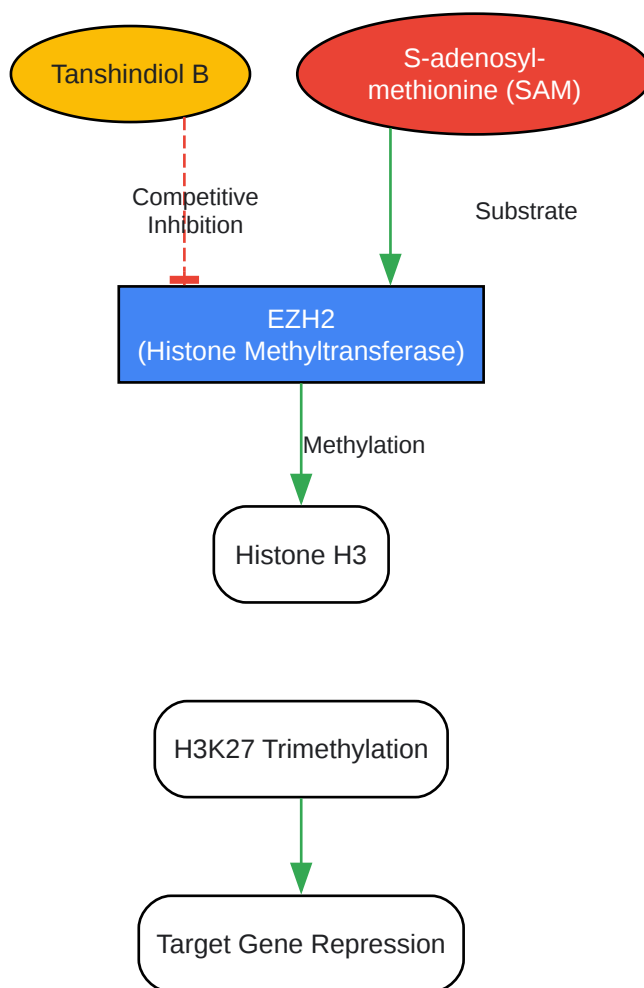 Tanshindiol B
S-adenosyl-
methionine (SAM)
Competitive
Inhibition
Substrate
EZH2
(Histone Methyltransferase)
Methylation
Histone H3
H3K27 Trimethylation
Target Gene Repression